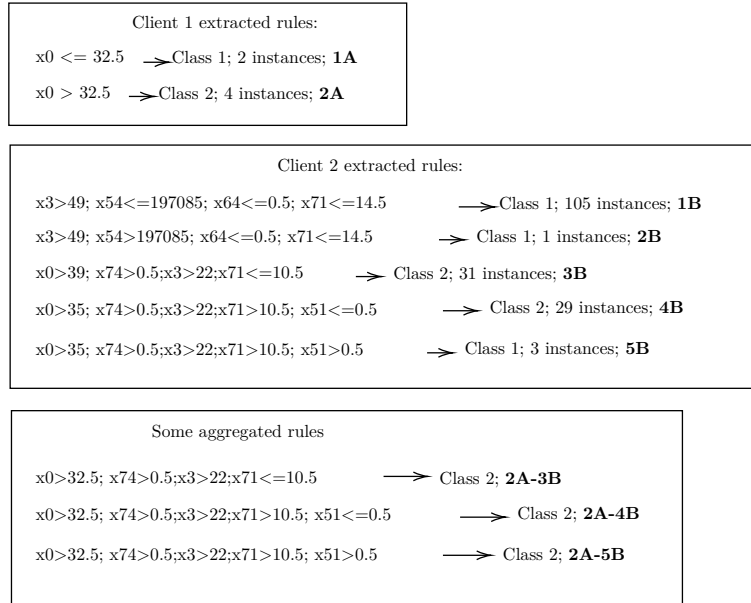 Client 1 extracted rules:
x0 <= 32.5 → Class 1; 2 instances; 1A
x0 > 32.5 → Class 2; 4 instances; 2A
Client 2 extracted rules:
x3>49; x54<=197085; x64<=0.5; x71<=14.5 → Class 1; 105 instances; 1B
x3>49; x54>197085; x64<=0.5; x71<=14.5 → Class 1; 1 instances; 2B
x0>39; x74>0.5;x3>22;x71<=10.5 → Class 2; 31 instances; 3B
x0>35; x74>0.5;x3>22;x71>10.5; x51<=0.5 → Class 2; 29 instances; 4B
x0>35; x74>0.5;x3>22;x71>10.5; x51>0.5 → Class 1; 3 instances; 5B
Some aggregated rules
x0>32.5; x74>0.5;x3>22;x71<=10.5 → Class 2; 2A-3B
x0>32.5; x74>0.5;x3>22;x71>10.5; x51<=0.5 → Class 2; 2A-4B
x0>32.5; x74>0.5;x3>22;x71>10.5; x51>0.5 → Class 2; 2A-5B